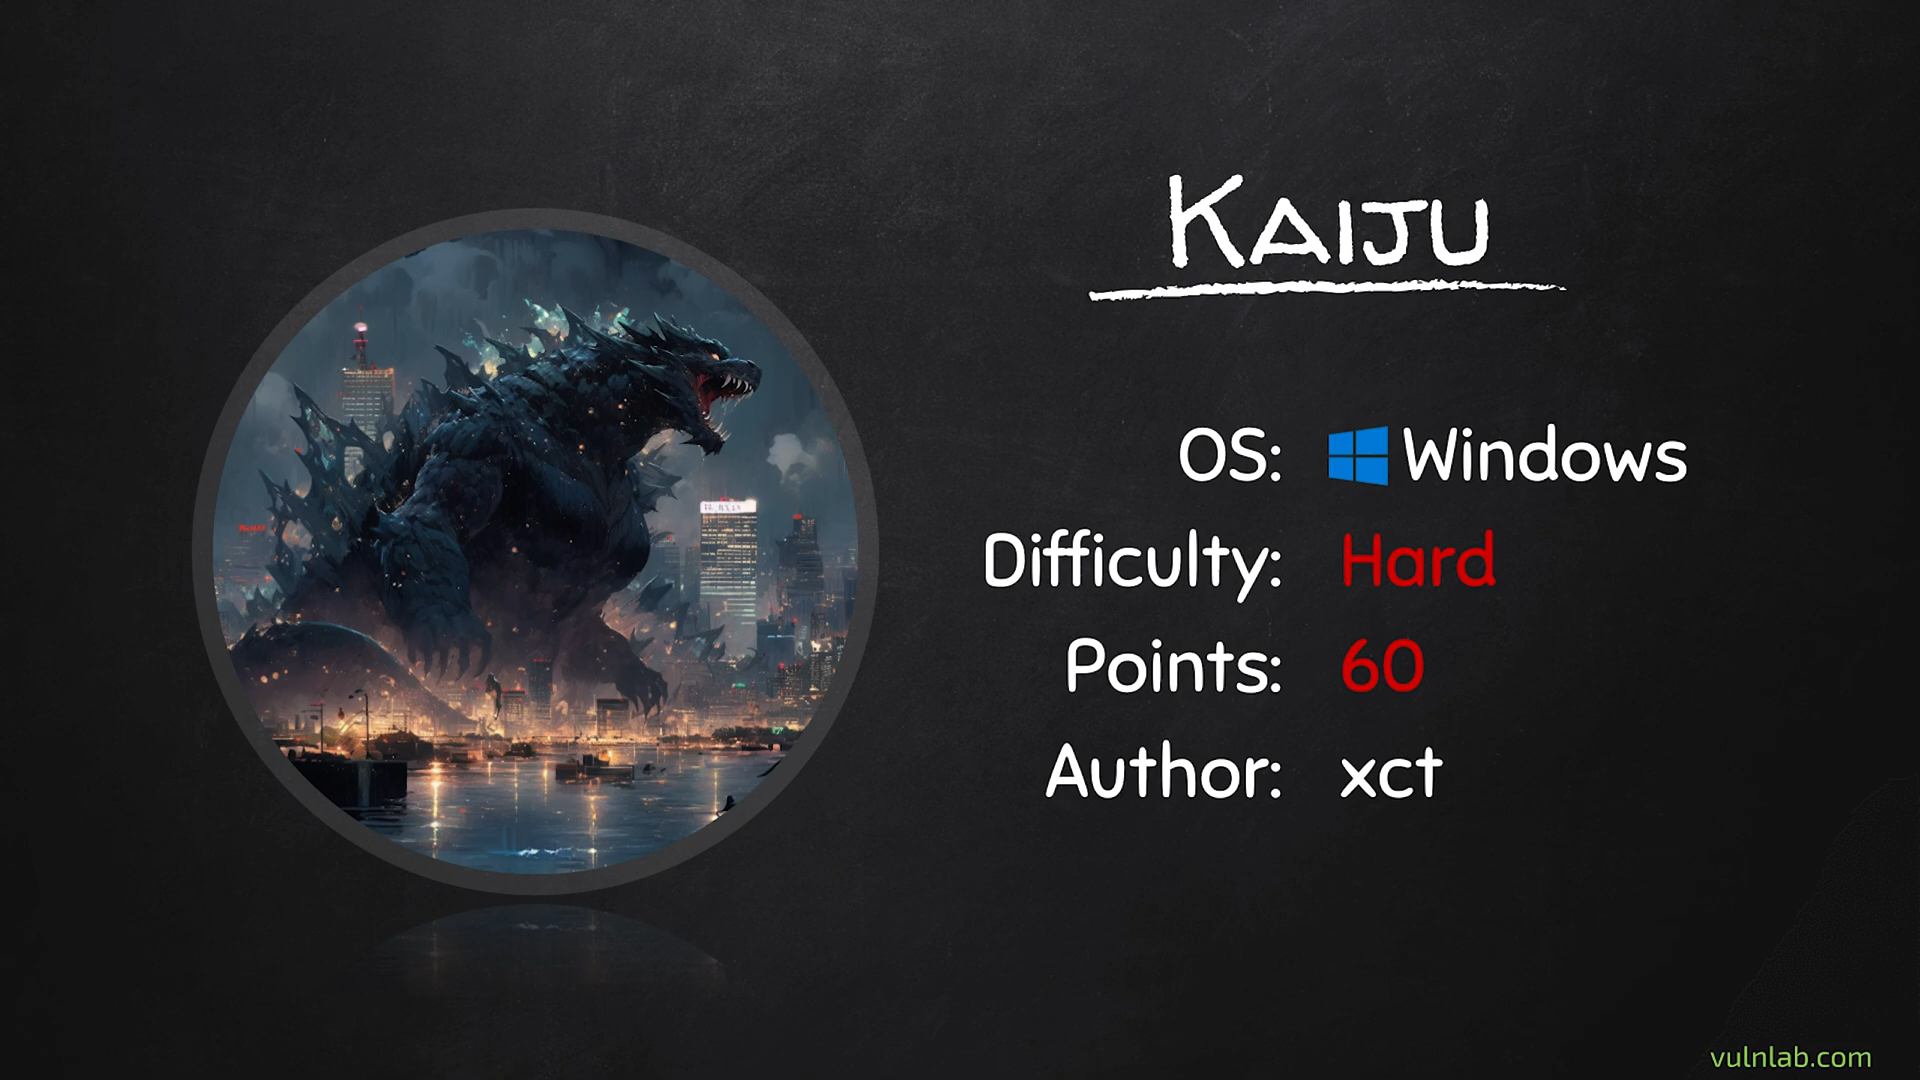 KAIJU
OS: Windows
Difficulty: Hard
Points: 60
Author: xct
vulnlab.com